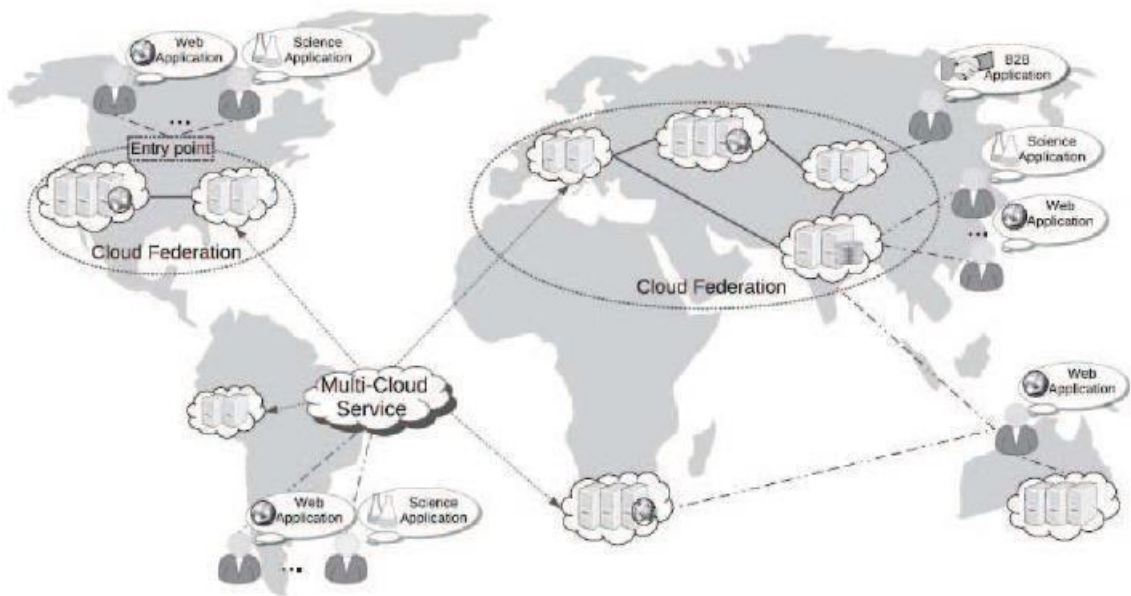 Web
Application
Science
Application
Entry point
Cloud Federation
B2B
Application
Science
Application
Web
Application
Cloud Federation
Multi-Cloud
Service
Web
Application
Web
Application
Science
Application